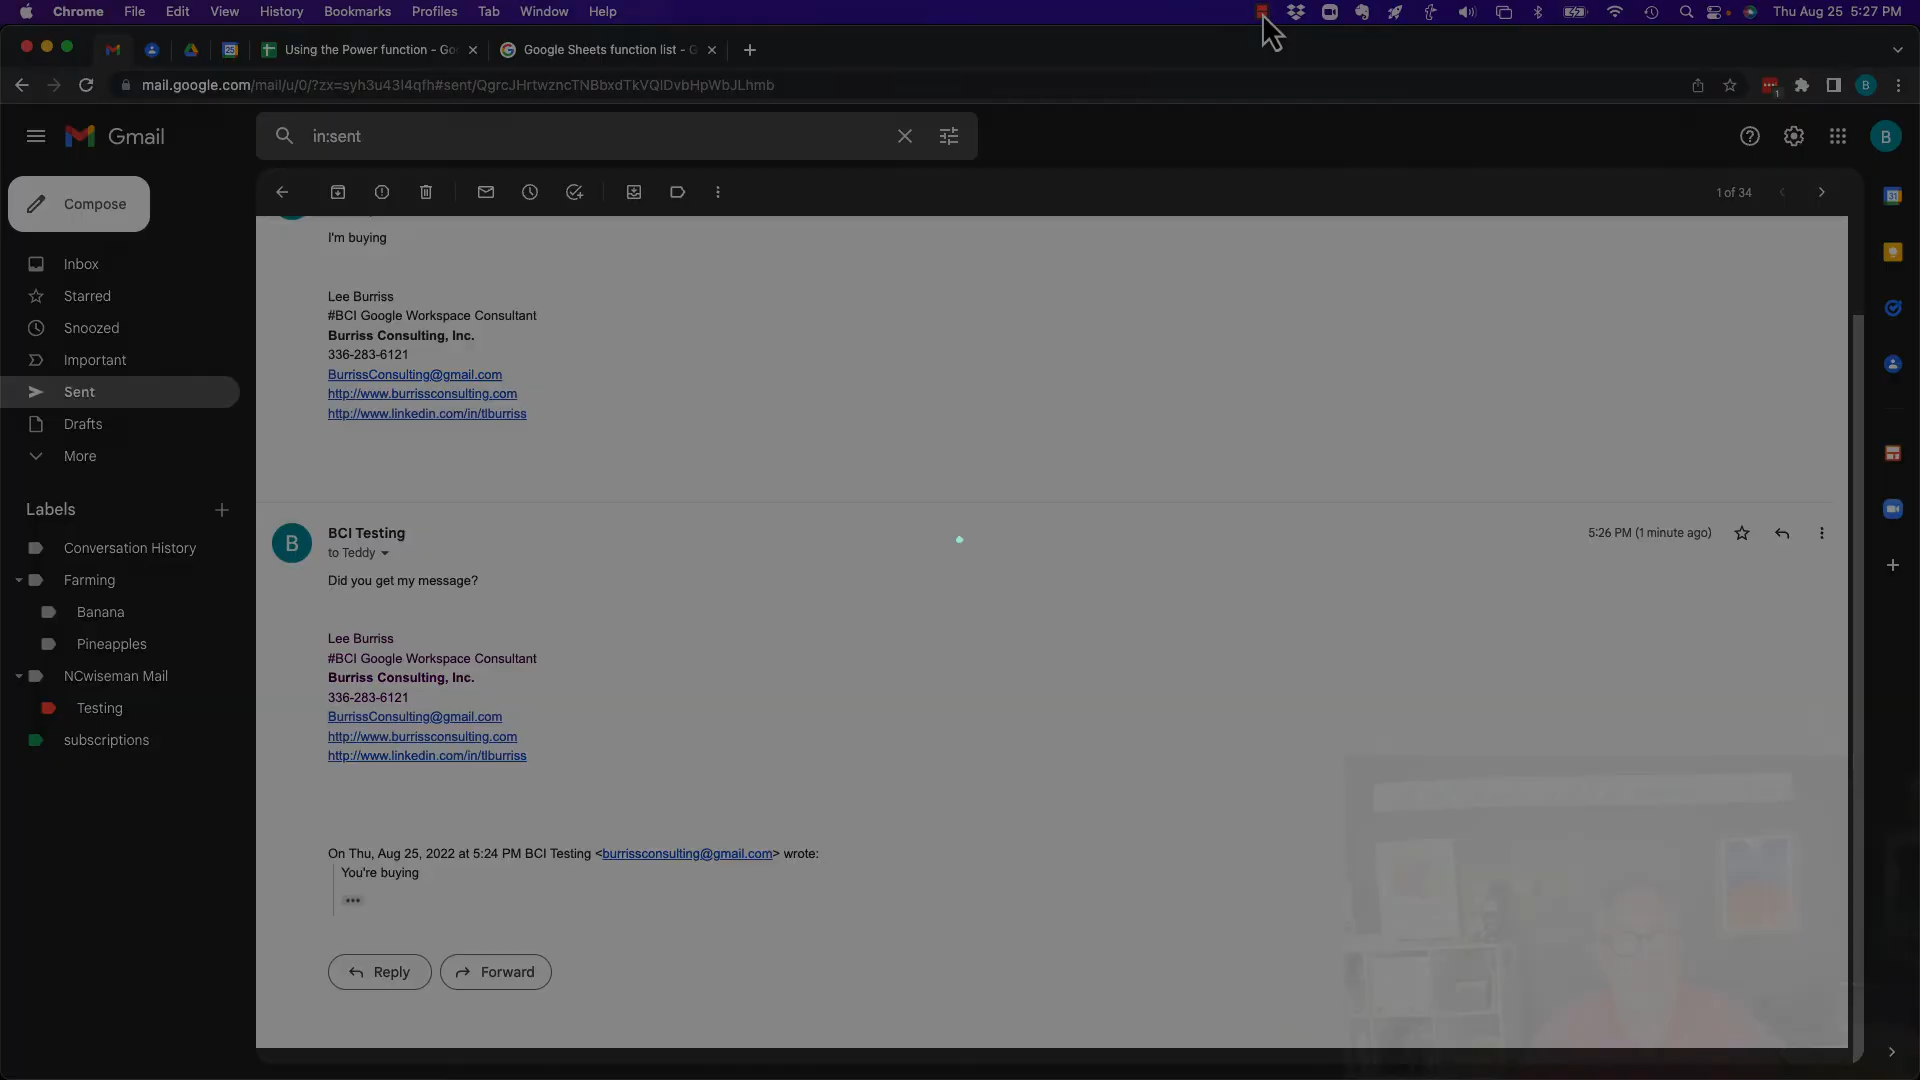 Chrome File Edit View History Bookmarks Profiles Tab Window Help Thu Aug 25 5:27 PM
Using the Power function - Go Google Sheets function list - G
mail.google.com/mail/u/0/?zx=syh3u43l4qfh#sent/QgrcJHrtwzncTNBbxdTkVQlDvbHpWbJLhmb
Gmail
in:sent
B
Compose
1 of 34
I'm buying
Inbox
Starred
Snoozed
Important
Sent
Drafts
More
Labels
Conversation History
Farming
Banana
Pineapples
NCwiseman Mail
Testing
subscriptions
Lee Burriss
#BCI Google Workspace Consultant
Burriss Consulting, Inc.
336-283-6121
BurrissConsulting@gmail.com
http://www.burrissconsulting.com
http://www.linkedin.com/in/tlburriss
B
BCI Testing
5:26 PM (1 minute ago)
to Teddy
Did you get my message?
Lee Burriss
#BCI Google Workspace Consultant
Burriss Consulting, Inc.
336-283-6121
BurrissConsulting@gmail.com
http://www.burrissconsulting.com
http://www.linkedin.com/in/tlburriss
On Thu, Aug 25, 2022 at 5:24 PM BCI Testing <burrissconsulting@gmail.com> wrote:
You're buying
Reply
Forward